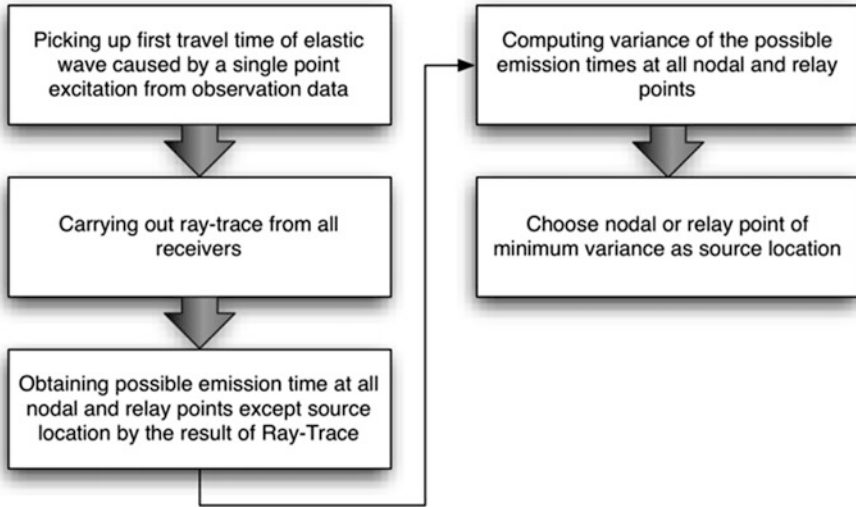 Picking up first travel time of elastic
wave caused by a single point
excitation from observation data
Carrying out ray-trace from all
receivers
Obtaining possible emission time at all
nodal and relay points except source
location by the result of Ray-Trace
Computing variance of the possible
emission times at all nodal and relay
points
Choose nodal or relay point of
minimum variance as source location